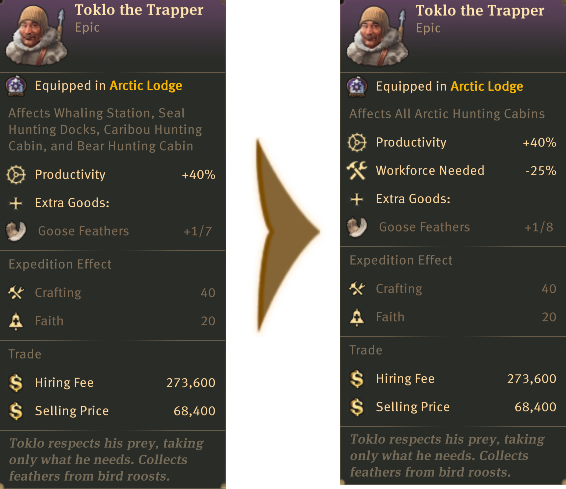 Toklo the Trapper
Epic
Equipped in Arctic Lodge
Affects Whaling Station, Seal
Hunting Docks, Caribou Hunting
Cabin, and Bear Hunting Cabin
Productivity +40%
Extra Goods:
Goose Feathers +1/7
Expedition Effect
Crafting 40
Faith 20
Trade
Hiring Fee 273,600
Selling Price 68,400
Toklo respects his prey, taking
only what he needs. Collects
feathers from bird roosts.
Toklo the Trapper
Epic
Equipped in Arctic Lodge
Affects All Arctic Hunting Cabins
Productivity +40%
Workforce Needed -25%
Extra Goods:
Goose Feathers +1/8
Expedition Effect
Crafting 40
Faith 20
Trade
Hiring Fee 273,600
Selling Price 68,400
Toklo respects his prey, taking
only what he needs. Collects
feathers from bird roosts.